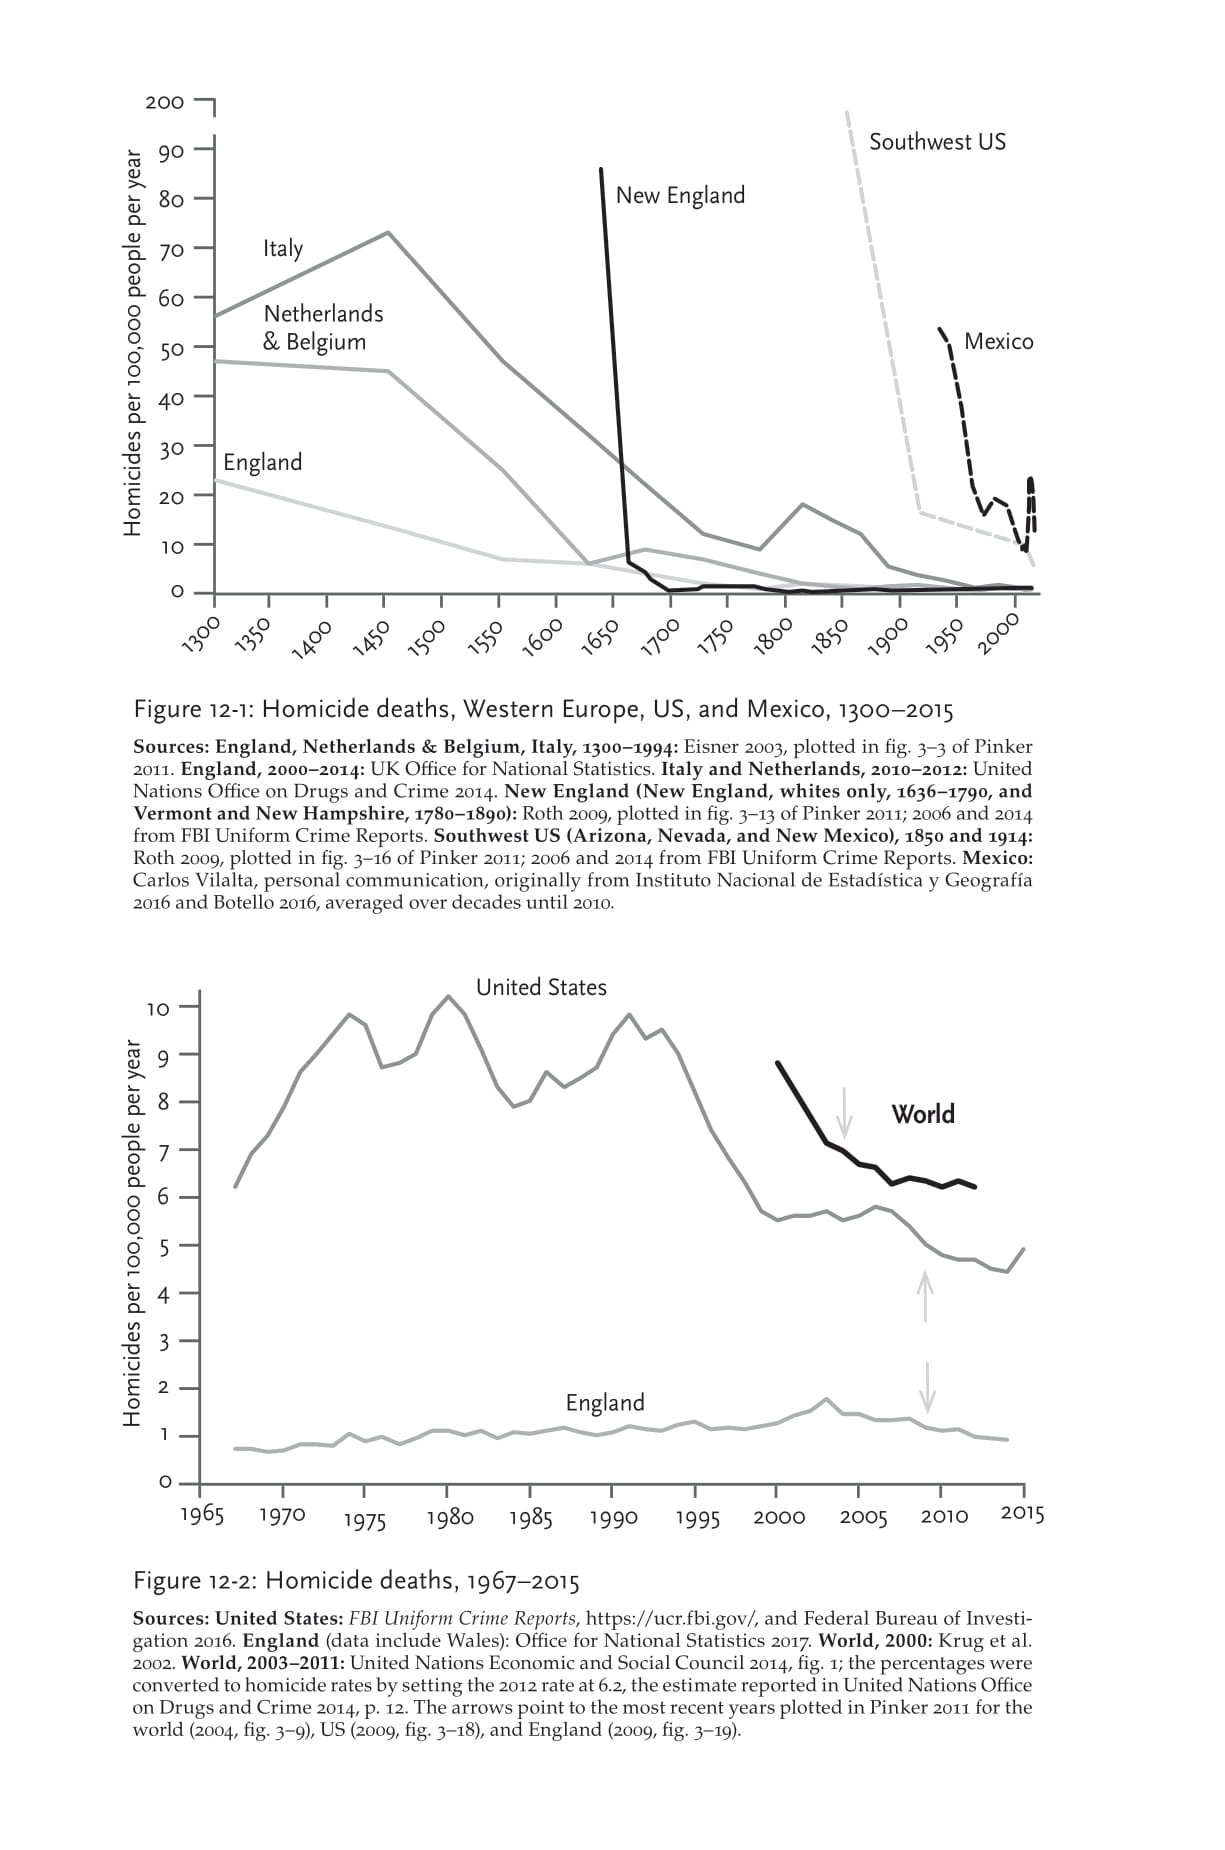 200
90
80
70
60
50
40
30
20
10
0
Homicides per 100,000 people per year
Southwest US
New England
Italy
Netherlands
& Belgium
Mexico
England
1300
1350
1400
1450
1500
1550
1600
1650
1700
1750
1800
1850
1900
1950
2000
Figure 12-1: Homicide deaths, Western Europe, US, and Mexico, 1300–2015
Sources: England, Netherlands & Belgium, Italy, 1300–1994: Eisner 2003, plotted in fig. 3–3 of Pinker
2011. England, 2000–2014: UK Office for National Statistics. Italy and Netherlands, 2010–2012: United
Nations Office on Drugs and Crime 2014. New England (New England, whites only, 1636–1790, and
Vermont and New Hampshire, 1780–1890): Roth 2009, plotted in fig. 3–13 of Pinker 2011; 2006 and 2014
from FBI Uniform Crime Reports. Southwest US (Arizona, Nevada, and New Mexico), 1850 and 1914:
Roth 2009, plotted in fig. 3–16 of Pinker 2011; 2006 and 2014 from FBI Uniform Crime Reports. Mexico:
Carlos Vilalta, personal communication, originally from Instituto Nacional de Estadística y Geografía
2016 and Botello 2016, averaged over decades until 2010.
United States
10
9
8
7
6
5
4
3
2
1
0
Homicides per 100,000 people per year
World
England
1965
1970
1975
1980
1985
1990
1995
2000
2005
2010
2015
Figure 12-2: Homicide deaths, 1967–2015
Sources: United States: FBI Uniform Crime Reports, https://ucr.fbi.gov/, and Federal Bureau of Investi-
gation 2016. England (data include Wales): Office for National Statistics 2017. World, 2000: Krug et al.
2002. World, 2003–2011: United Nations Economic and Social Council 2014, fig. 1; the percentages were
converted to homicide rates by setting the 2012 rate at 6.2, the estimate reported in United Nations Office
on Drugs and Crime 2014, p. 12. The arrows point to the most recent years plotted in Pinker 2011 for the
world (2004, fig. 3–9), US (2009, fig. 3–18), and England (2009, fig. 3–19).